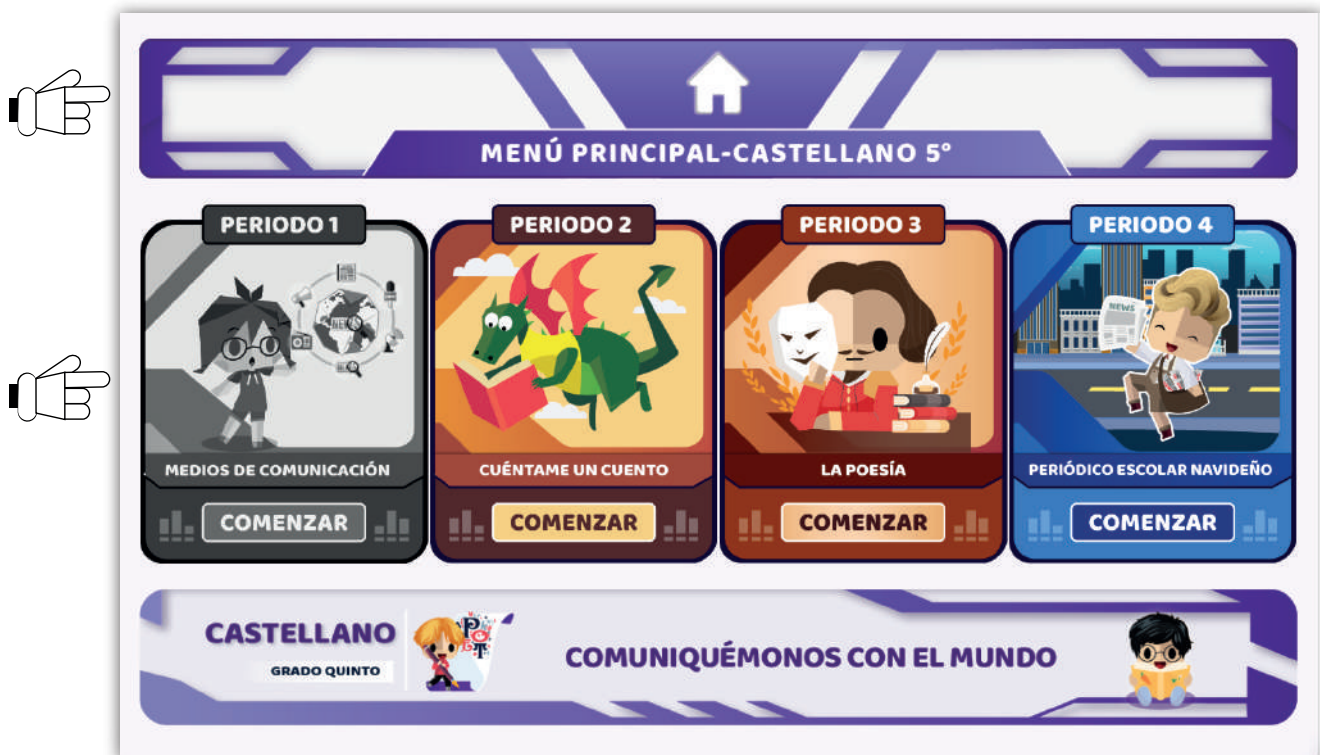 MENÚ PRINCIPAL-CASTELLANO 5°
PERIODO 1
MEDIOS DE COMUNICACIÓN
COMENZAR
PERIODO 2
CUÉNTAME UN CUENTO
COMENZAR
PERIODO 3
LA POESÍA
COMENZAR
PERIODO 4
NEWS
PERIÓDICO ESCOLAR NAVIDEÑO
COMENZAR
CASTELLANO
GRADO QUINTO
COMUNIQUÉMONOS CON EL MUNDO